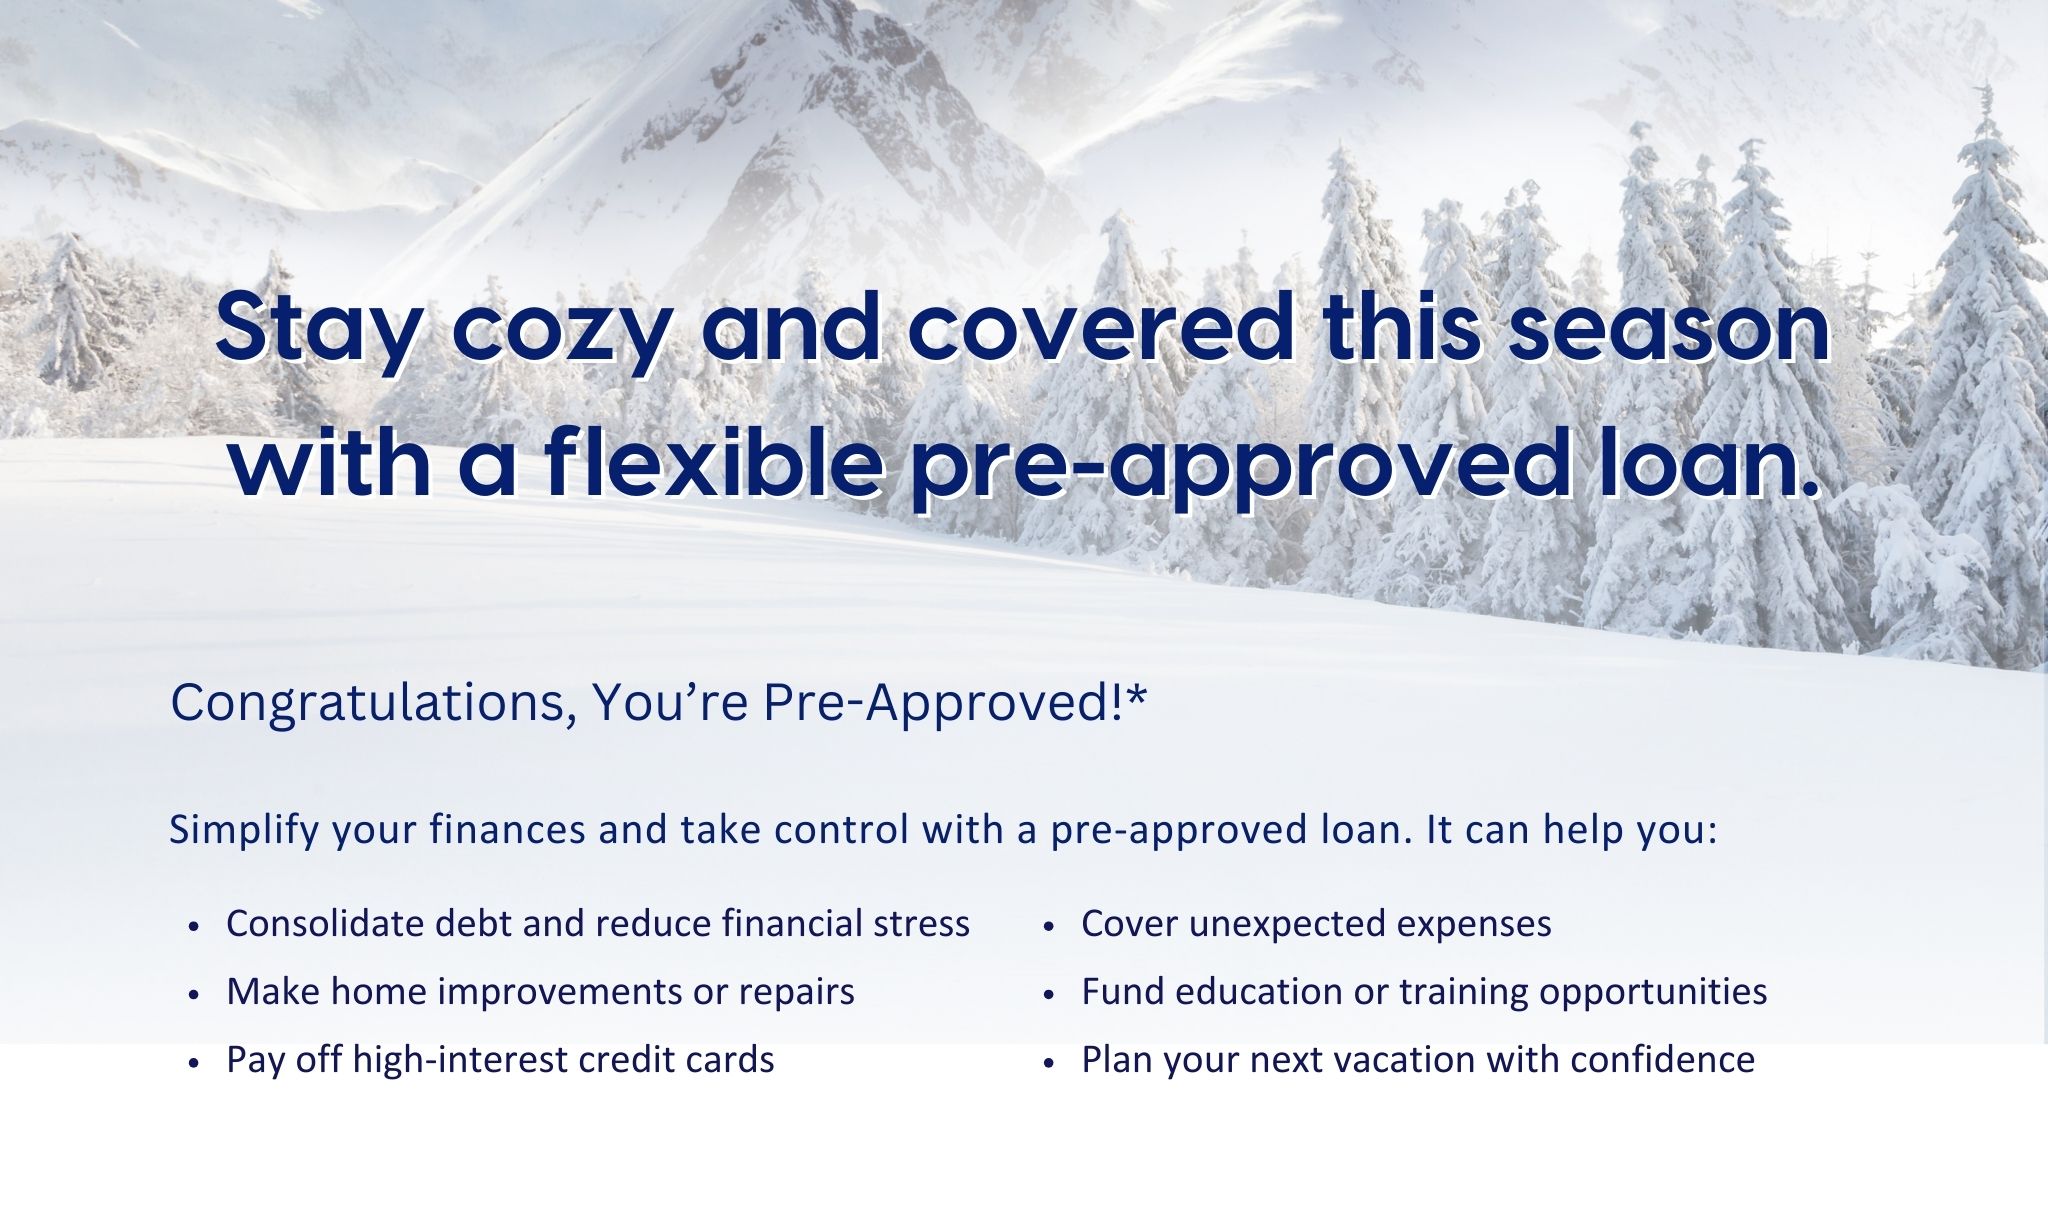 Stay cozy and covered this season
with a flexible pre-approved loan.
Congratulations, You’re Pre-Approved!*
Simplify your finances and take control with a pre-approved loan. It can help you:
• Consolidate debt and reduce financial stress
• Make home improvements or repairs
• Pay off high-interest credit cards
• Cover unexpected expenses
• Fund education or training opportunities
• Plan your next vacation with confidence